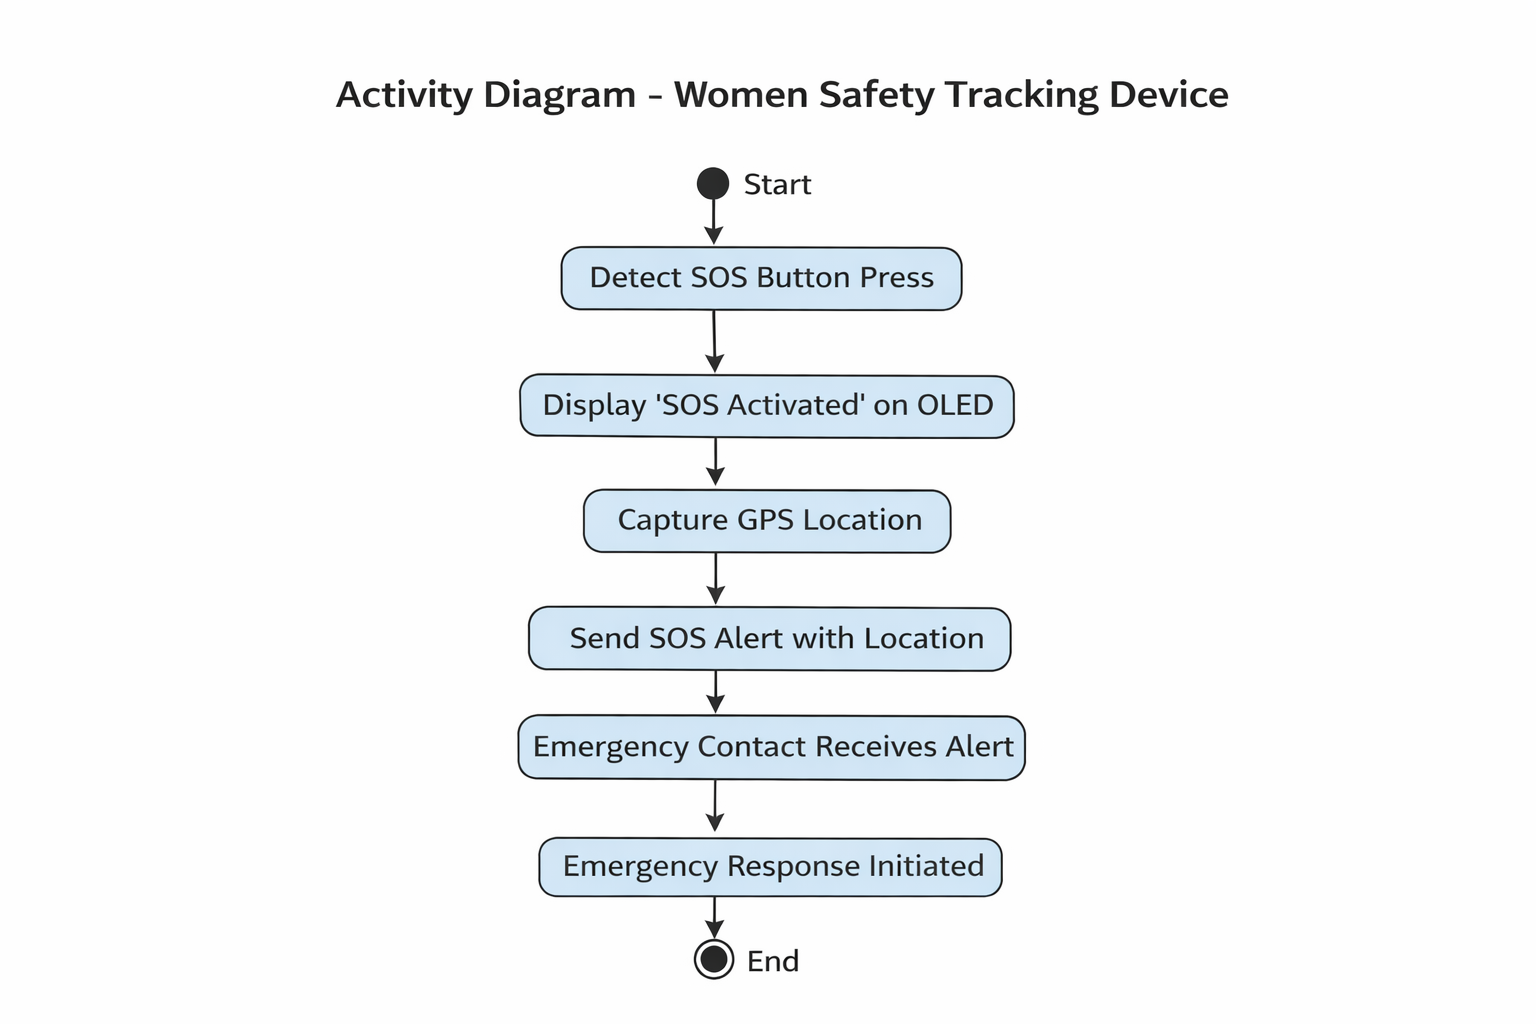 Activity Diagram - Women Safety Tracking Device
Start
Detect SOS Button Press
Display 'SOS Activated' on OLED
Capture GPS Location
Send SOS Alert with Location
Emergency Contact Receives Alert
Emergency Response Initiated
End